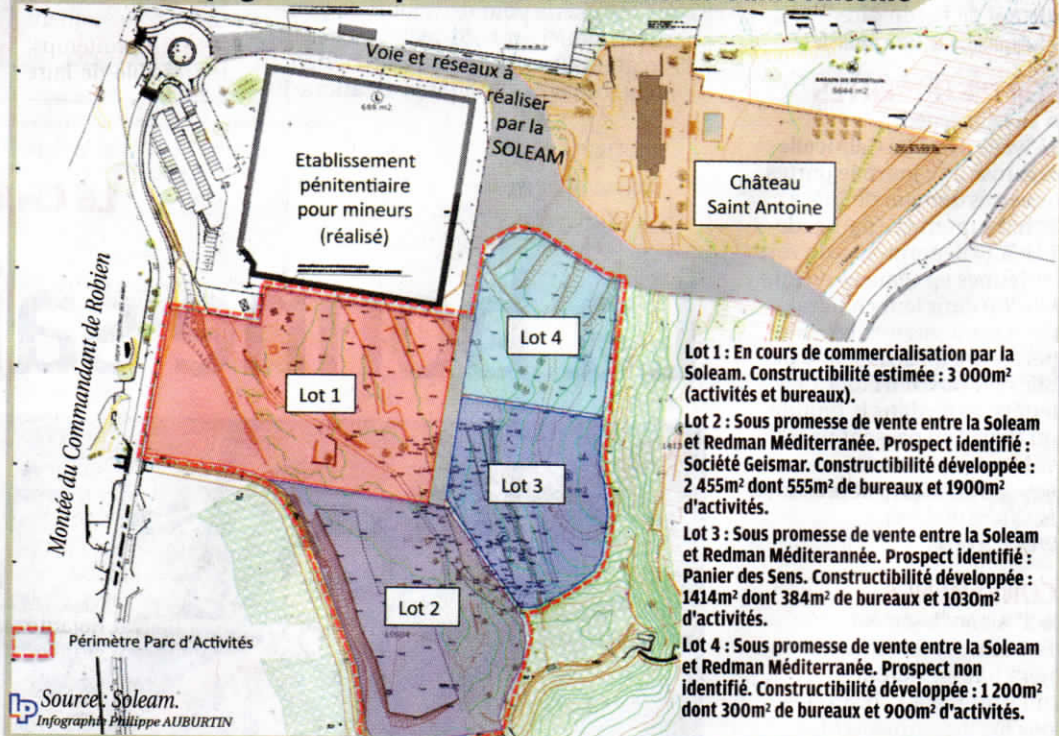 N
Voie et réseaux à
réaliser
par la
SOLEAM
Etablissement
pénitentiaire
pour mineurs
(réalisé)
Château
Saint Antoine
BASSIN DE RETENTION
Montée du Commandant de Robien
Lot 1
Lot 4
Lot 3
Lot 2
Périmètre Parc d'Activités
Source: Soleam.
Infographie Philippe AUBURTIN
Lot 1 : En cours de commercialisation par la
Soleam. Constructibilité estimée : 3 000m²
(activités et bureaux).
Lot 2 : Sous promesse de vente entre la Soleam
et Redman Méditerranée. Prospect identifié :
Société Geismar. Constructibilité développée :
2 455m² dont 555m² de bureaux et 1900m²
d'activités.
Lot 3 : Sous promesse de vente entre la Soleam
et Redman Méditerannée. Prospect identifié :
Panier des Sens. Constructibilité développée :
1414m² dont 384m² de bureaux et 1030m²
d'activités.
Lot 4 : Sous promesse de vente entre la Soleam
et Redman Méditerranée. Prospect non
identifié. Constructibilité développée : 1 200m²
dont 300m² de bureaux et 900m² d'activités.